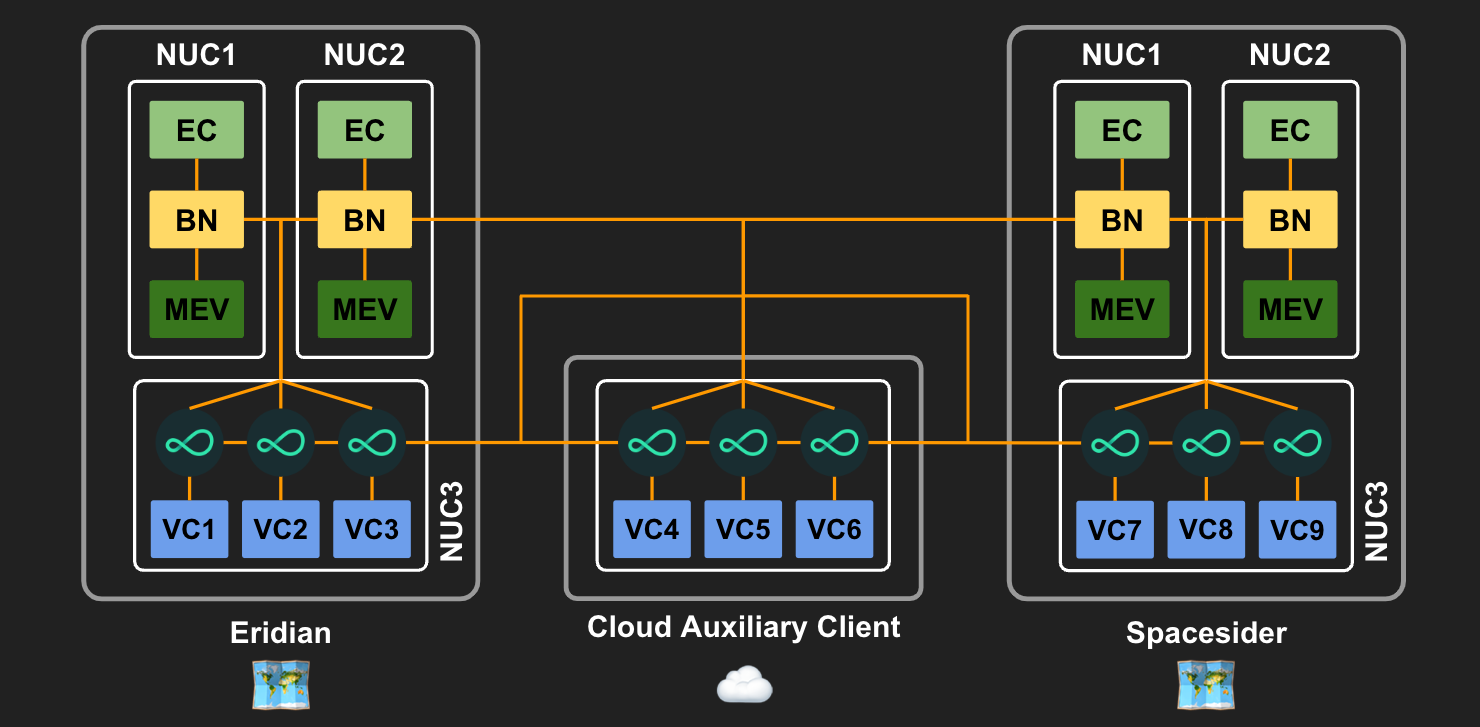 NUC1 NUC2 NUC1 NUC2
EC EC EC EC
BN BN BN BN
MEV MEV MEV MEV
VC1 VC2 VC3 NUC3 VC4 VC5 VC6 VC7 VC8 VC9 NUC3
Eridian Cloud Auxiliary Client Spacesider